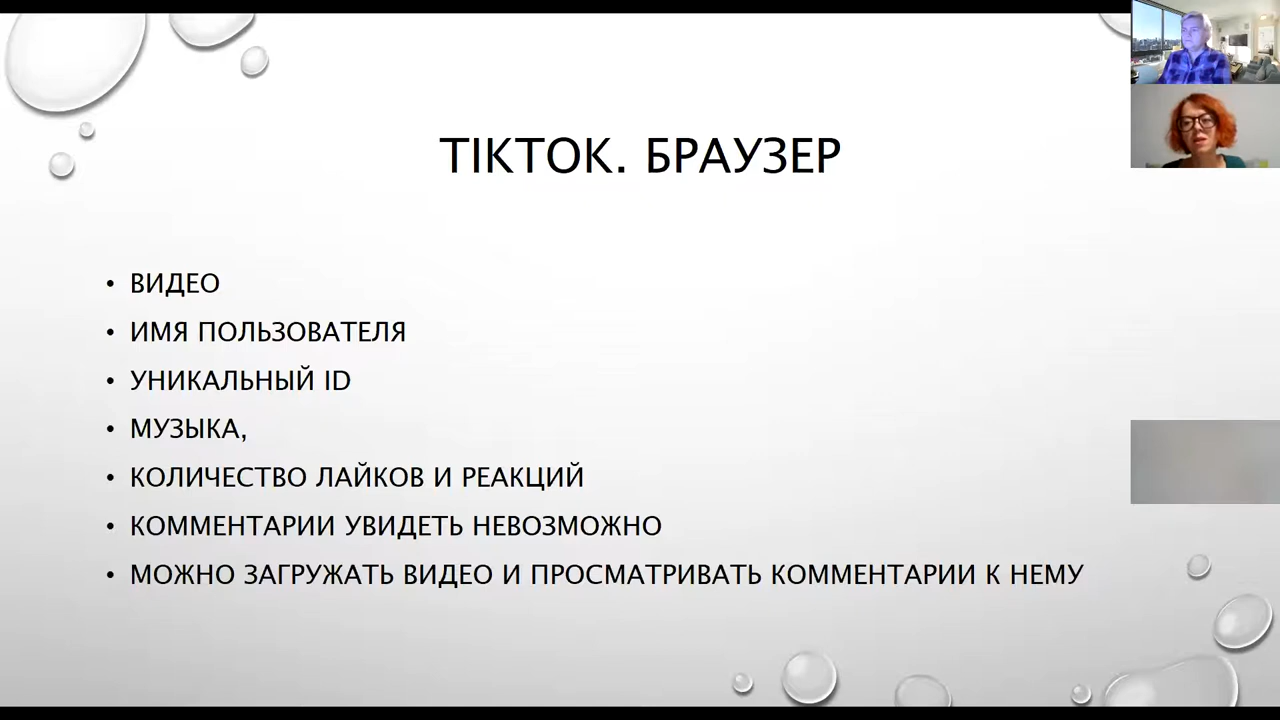 TIKTOK. БРАУЗЕР
• ВИДЕО
• ИМЯ ПОЛЬЗОВАТЕЛЯ
• УНИКАЛЬНЫЙ ID
• МУЗЫКА,
• КОЛИЧЕСТВО ЛАЙКОВ И РЕАКЦИЙ
• КОММЕНТАРИИ УВИДЕТЬ НЕВОЗМОЖНО
• МОЖНО ЗАГРУЖАТЬ ВИДЕО И ПРОСМАТРИВАТЬ КОММЕНТАРИИ К НЕМУ